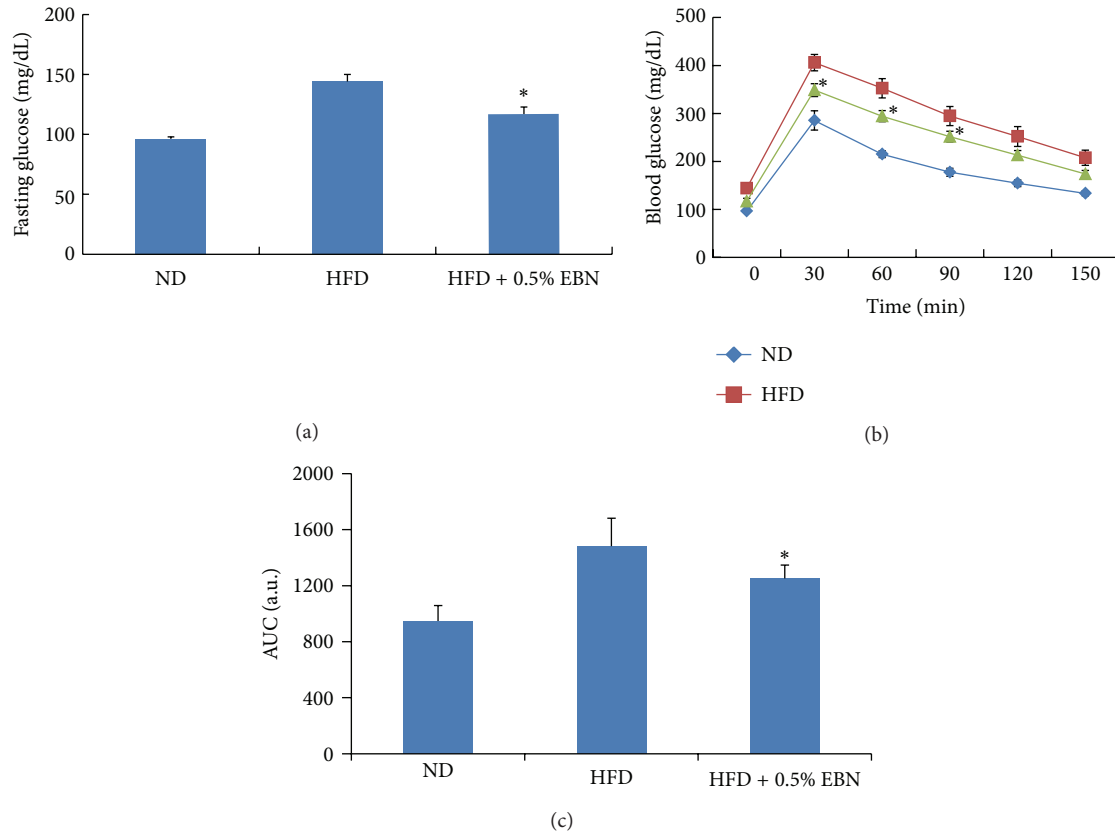 Fasting glucose (mg/dL)
200
150
100
50
0
*
ND
HFD
HFD + 0.5% EBN
(a)
Blood glucose (mg/dL)
500
400
300
200
100
0
*
*
*
0
30
60
90
120
150
Time (min)
ND
HFD
(b)
AUC (a.u.)
2000
1600
1200
800
400
0
*
ND
HFD
HFD + 0.5% EBN
(c)